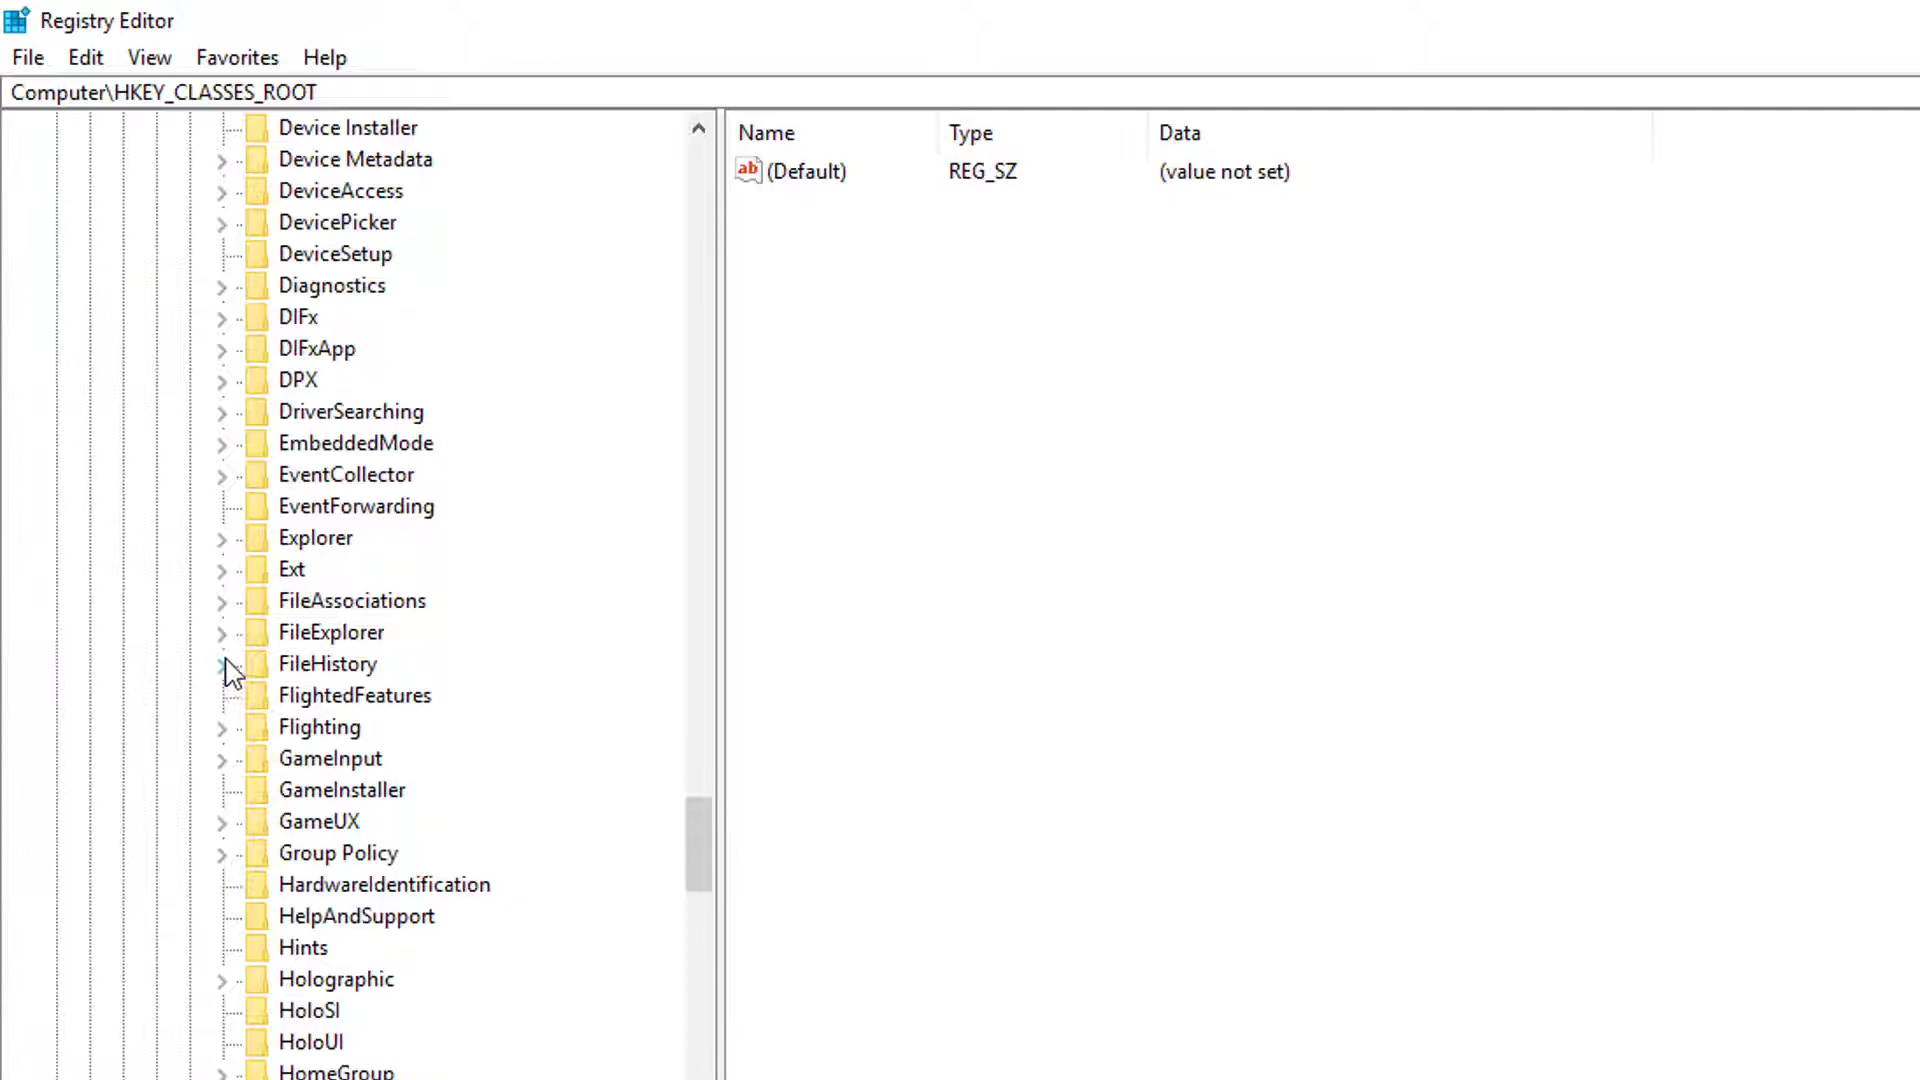 Registry Editor
File Edit View Favorites Help
Computer\HKEY_CLASSES_ROOT
Device Installer
Device Metadata
DeviceAccess
DevicePicker
DeviceSetup
Diagnostics
DIFx
DIFxApp
DPX
DriverSearching
EmbeddedMode
EventCollector
EventForwarding
Explorer
Ext
FileAssociations
FileExplorer
FileHistory
FlightedFeatures
Flighting
GameInput
GameInstaller
GameUX
Group Policy
HardwareIdentification
HelpAndSupport
Hints
Holographic
HoloSI
HoloUI
HomeGroup
Name Type Data
ab (Default) REG_SZ (value not set)